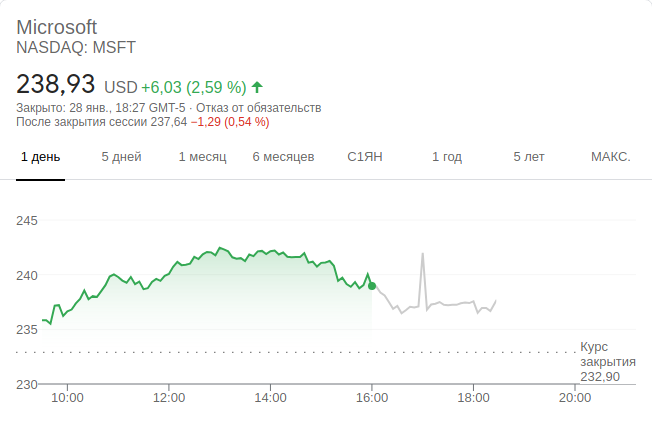 Microsoft
NASDAQ: MSFT
238,93 USD +6,03 (2,59 %)
Закрыто: 28 янв., 18:27 GMT-5 · Отказ от обязательств
После закрытия сессии 237,64 −1,29 (0,54 %)
1 день 5 дней 1 месяц 6 месяцев С1ЯН 1 год 5 лет МАКС.
245
240
235
Курс
закрытия
232,90
230
10:00 12:00 14:00 16:00 18:00 20:00